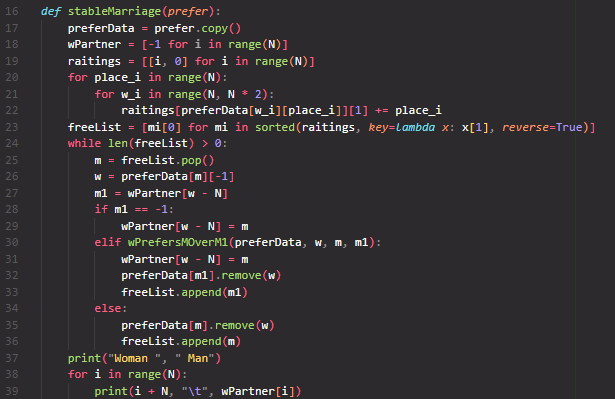 16 def stableMarriage(prefer):
17     preferData = prefer.copy()
18     wPartner = [-1 for i in range(N)]
19     raitings = [[i, 0] for i in range(N)]
20     for place_i in range(N):
21         for w_i in range(N, N * 2):
22             raitings[preferData[w_i][place_i]][1] += place_i
23     freeList = [mi[0] for mi in sorted(raitings, key=lambda x: x[1], reverse=True)]
24     while len(freeList) > 0:
25         m = freeList.pop()
26         w = preferData[m][-1]
27         m1 = wPartner[w - N]
28         if m1 == -1:
29             wPartner[w - N] = m
30         elif wPrefersMOverM1(preferData, w, m, m1):
31             wPartner[w - N] = m
32             preferData[m1].remove(w)
33             freeList.append(m1)
34         else:
35             preferData[m].remove(w)
36             freeList.append(m)
37     print("Woman ", " Man")
38     for i in range(N):
39         print(i + N, "\t", wPartner[i])